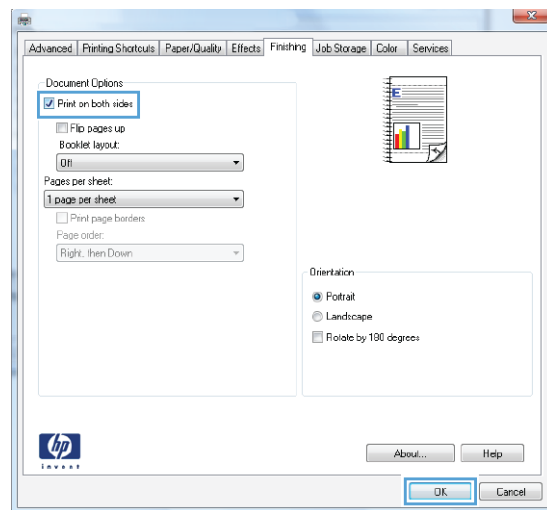 Advanced Printing Shortcuts Paper/Quality Effects Finishing Job Storage Color Services
Document Options
Print on both sides
Flip pages up
Booklet layout:
Off
Pages per sheet:
1 page per sheet
Print page borders
Page order:
Right, then Down
E
Orientation
Portrait
Landscape
Rotate by 180 degrees
hp
invent
About... Help
OK Cancel